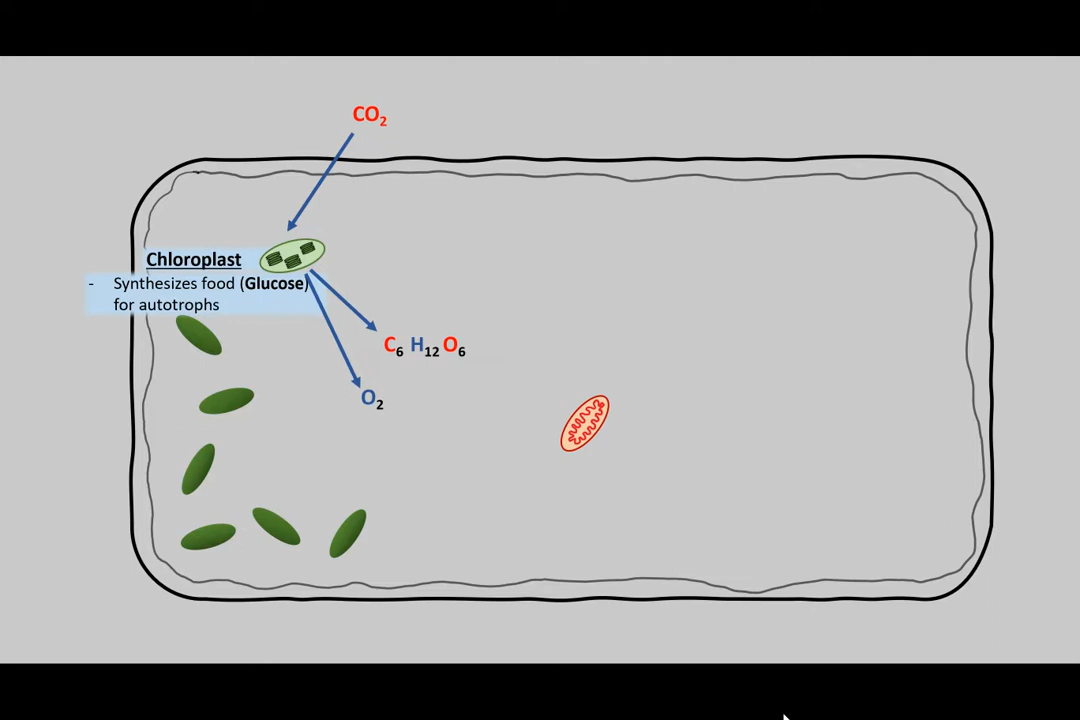 CO₂
Chloroplast
- Synthesizes food (Glucose)
for autotrophs
C₆ H₁₂ O₆
O₂